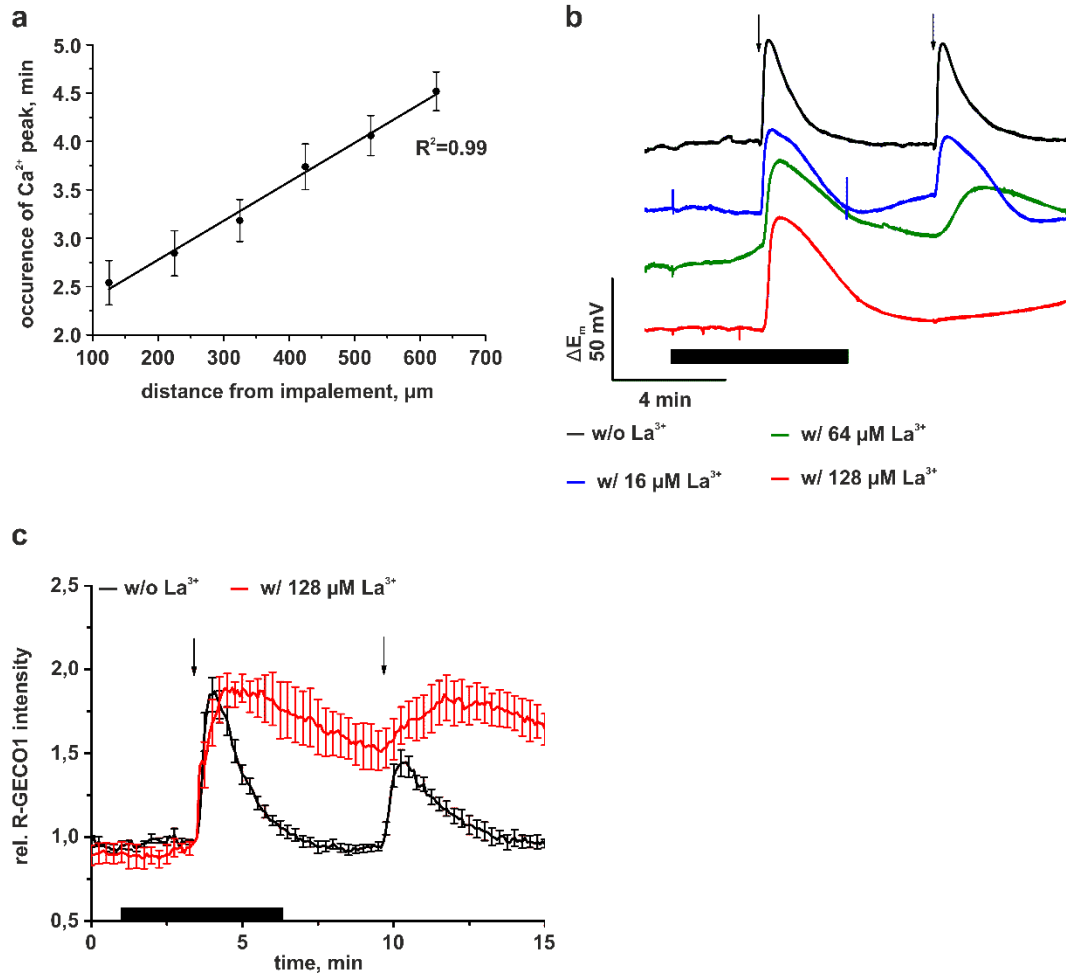 a
5.0
4.5
4.0
3.5
3.0
2.5
2.0
occurence of Ca²⁺ peak, min
R²=0.99
100 200 300 400 500 600 700
distance from impalement, µm
b
ΔEₘ
50 mV
4 min
w/o La³⁺
w/ 64 µM La³⁺
w/ 16 µM La³⁺
w/ 128 µM La³⁺
c
w/o La³⁺
w/ 128 µM La³⁺
2,5
2,0
1,5
1,0
0,5
rel. R-GECO1 intensity
0 5 10 15
time, min